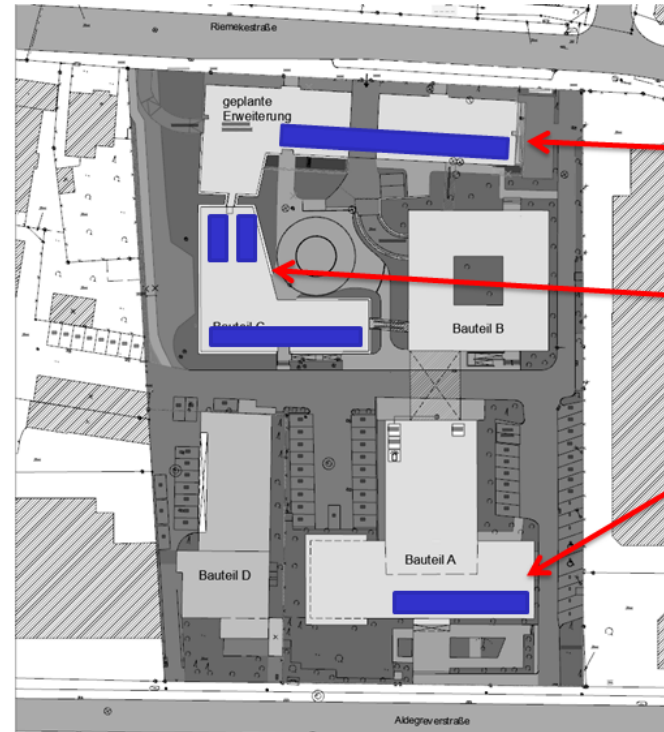 Riemekestraße
geplante
Erweiterung
Bauteil C
Bauteil B
Bauteil A
Bauteil D
Aldegreverstraße